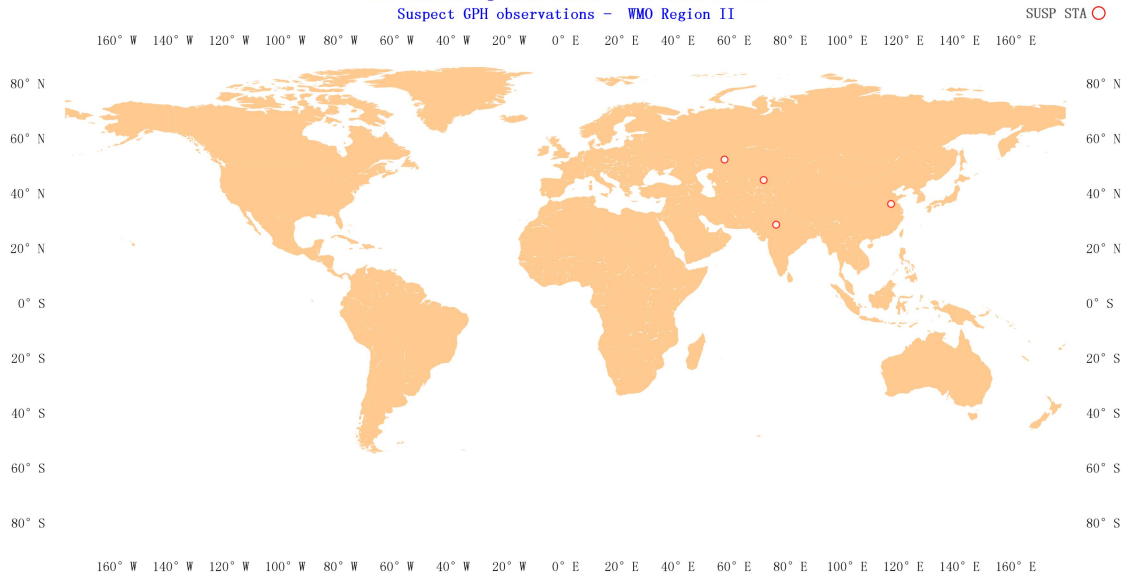 Suspect GPH observations - WMO Region II
SUSP STA
160° W 140° W 120° W 100° W 80° W 60° W 40° W 20° W 0° E 20° E 40° E 60° E 80° E 100° E 120° E 140° E 160° E
80° N 80° N
60° N 60° N
40° N 40° N
20° N 20° N
0° S 0° S
20° S 20° S
40° S 40° S
60° S 60° S
80° S 80° S
160° W 140° W 120° W 100° W 80° W 60° W 40° W 20° W 0° E 20° E 40° E 60° E 80° E 100° E 120° E 140° E 160° E